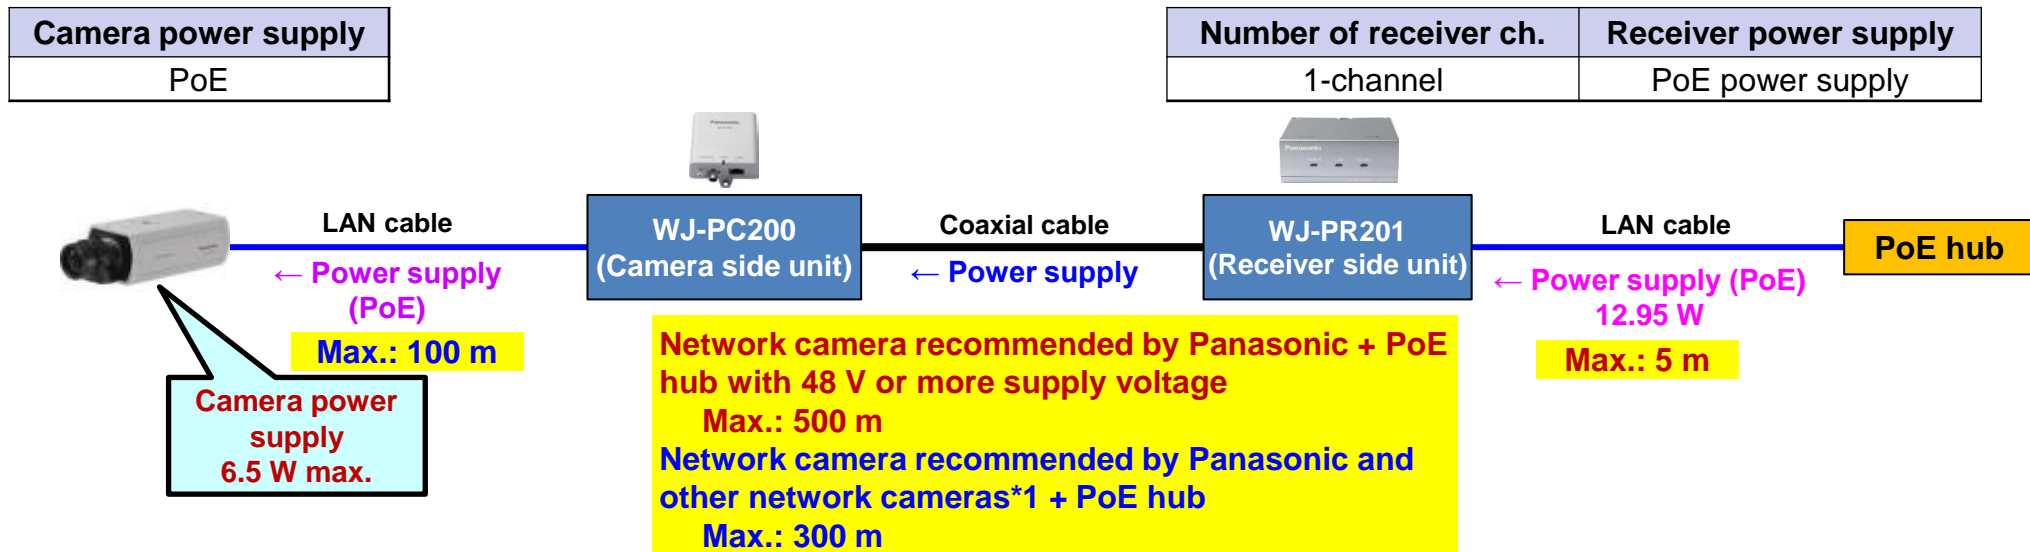 Camera power supply
PoE
Number of receiver ch.
Receiver power supply
1-channel
PoE power supply
Panasonic
Panasonic
LAN cable
← Power supply
(PoE)
Max.: 100 m
Camera power
supply
6.5 W max.
WJ-PC200
(Camera side unit)
Coaxial cable
← Power supply
WJ-PR201
(Receiver side unit)
LAN cable
← Power supply (PoE)
12.95 W
Max.: 5 m
PoE hub
Network camera recommended by Panasonic + PoE
hub with 48 V or more supply voltage
Max.: 500 m
Network camera recommended by Panasonic and
other network cameras*1 + PoE hub
Max.: 300 m